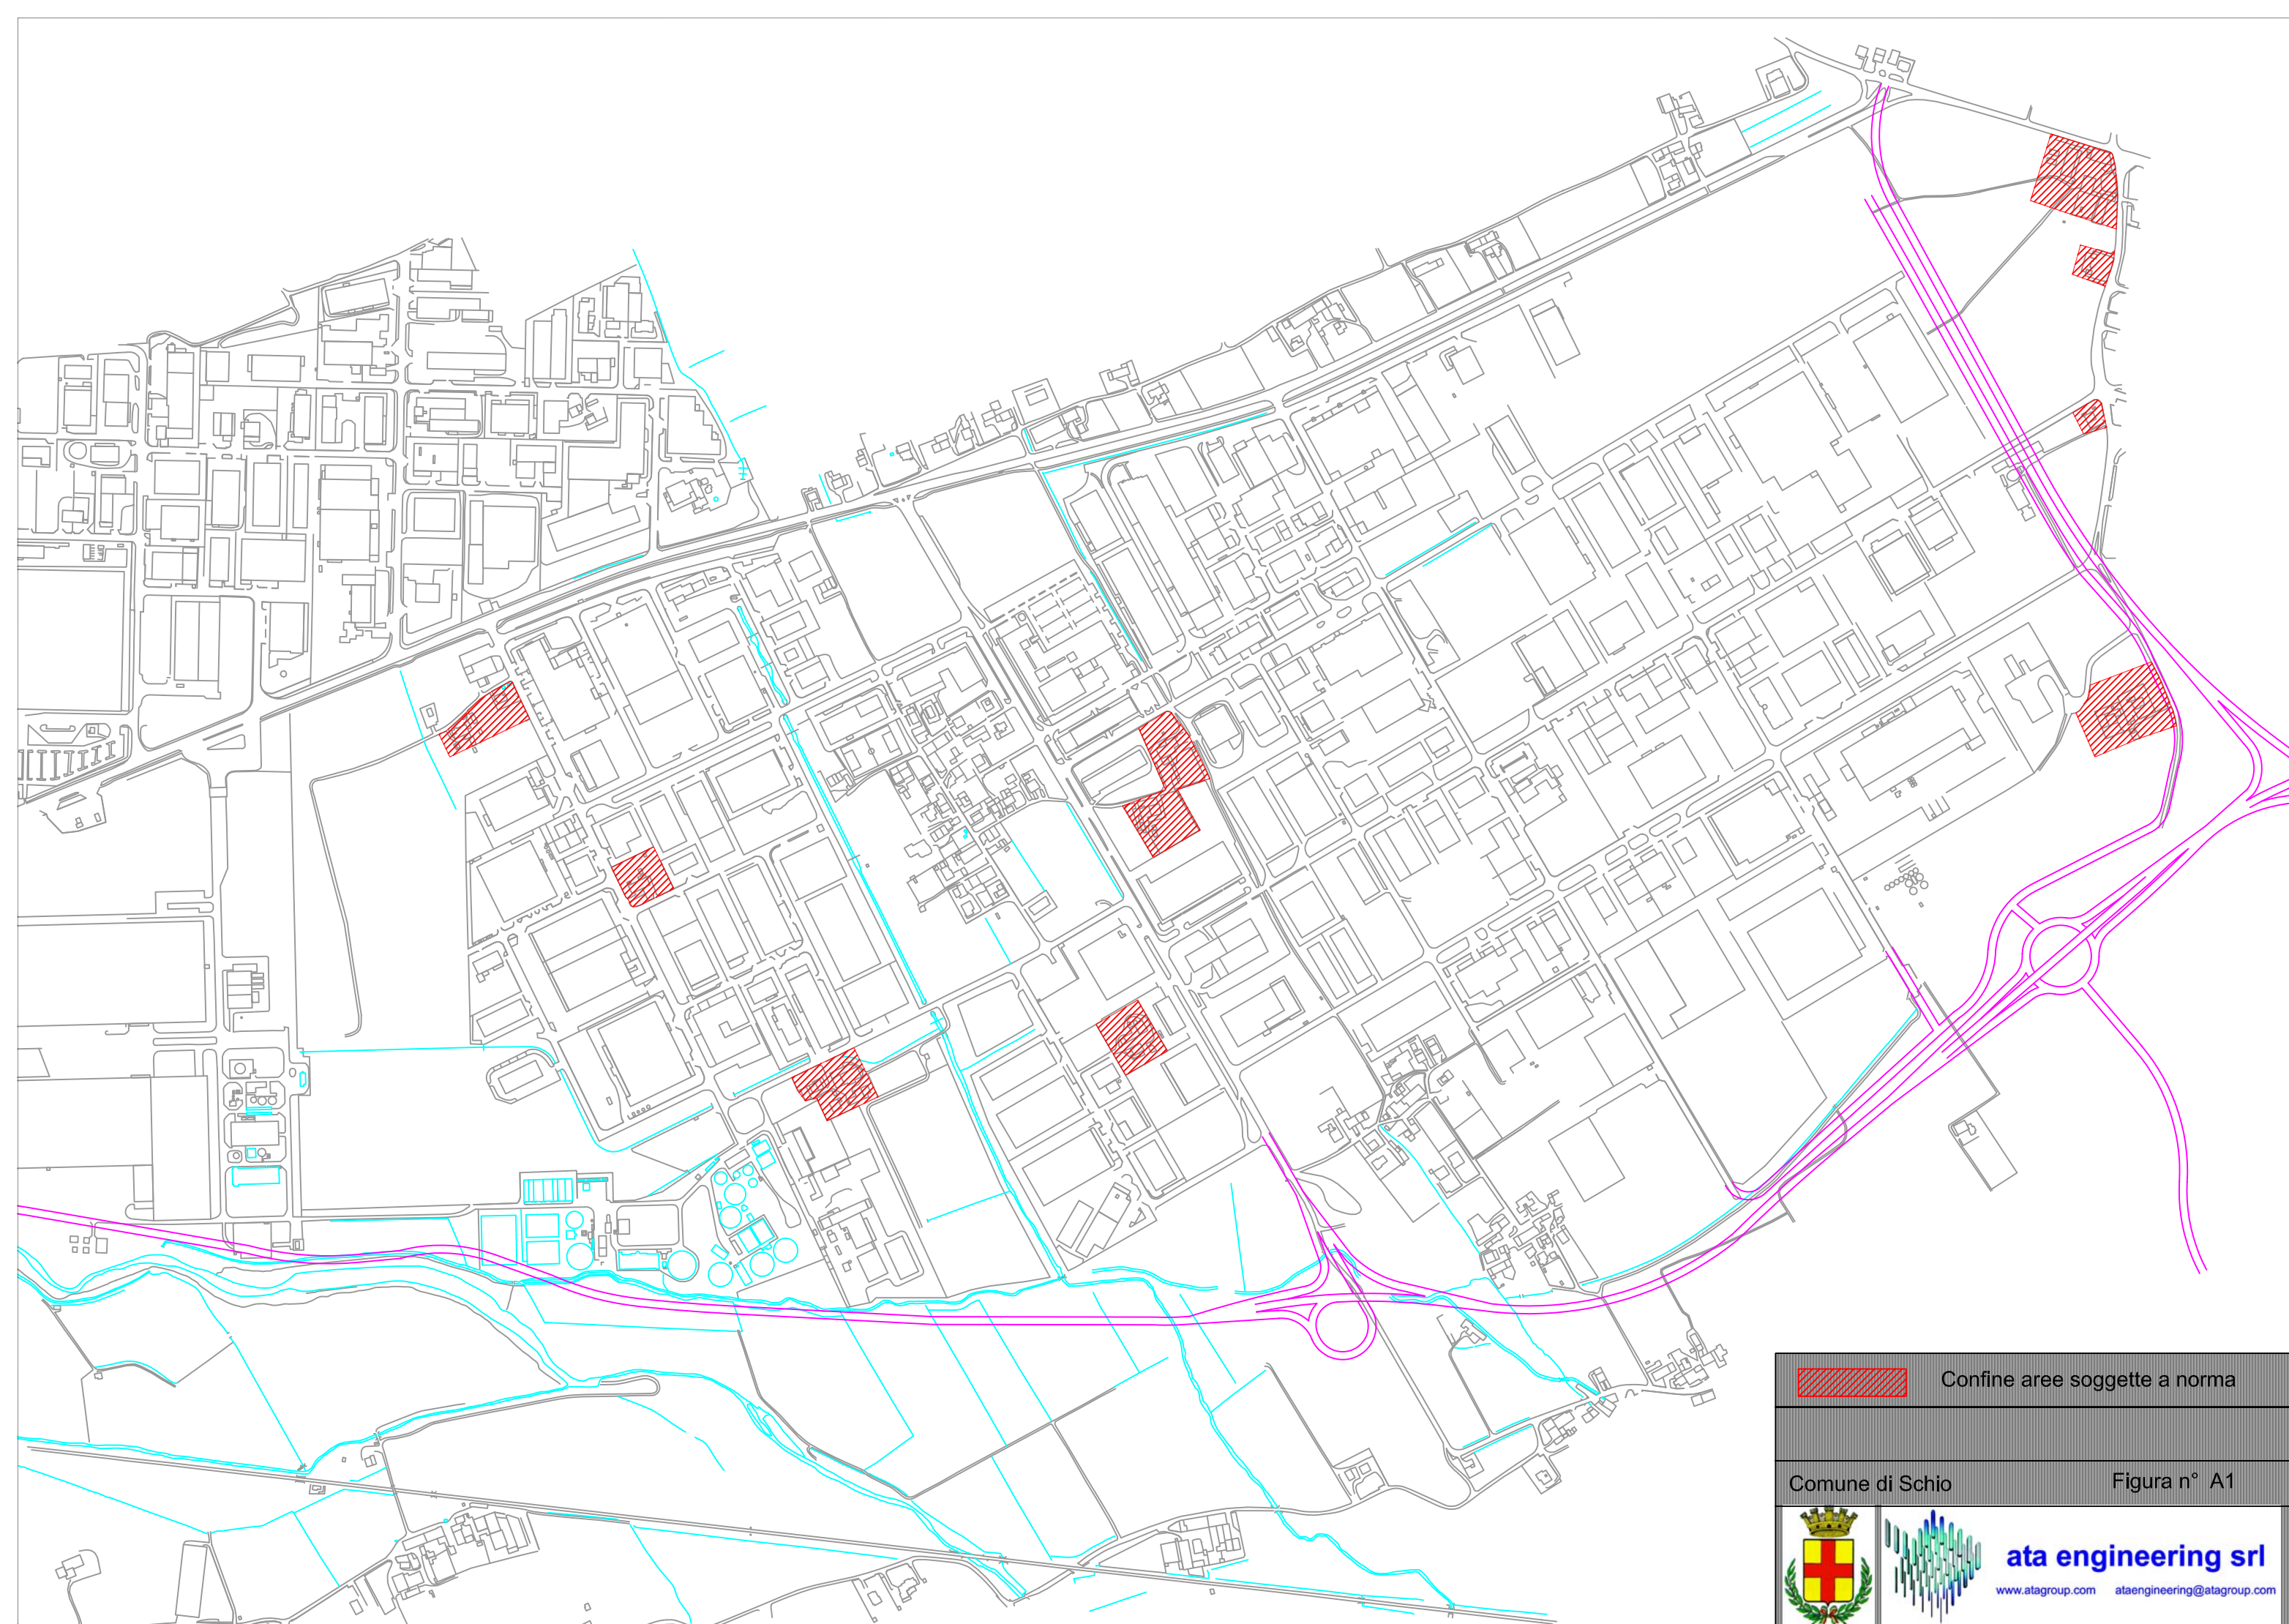 Confine aree soggette a norma
Comune di Schio
Figura n° A1
ata engineering srl
www.atagroup.com ataengineering@atagroup.com